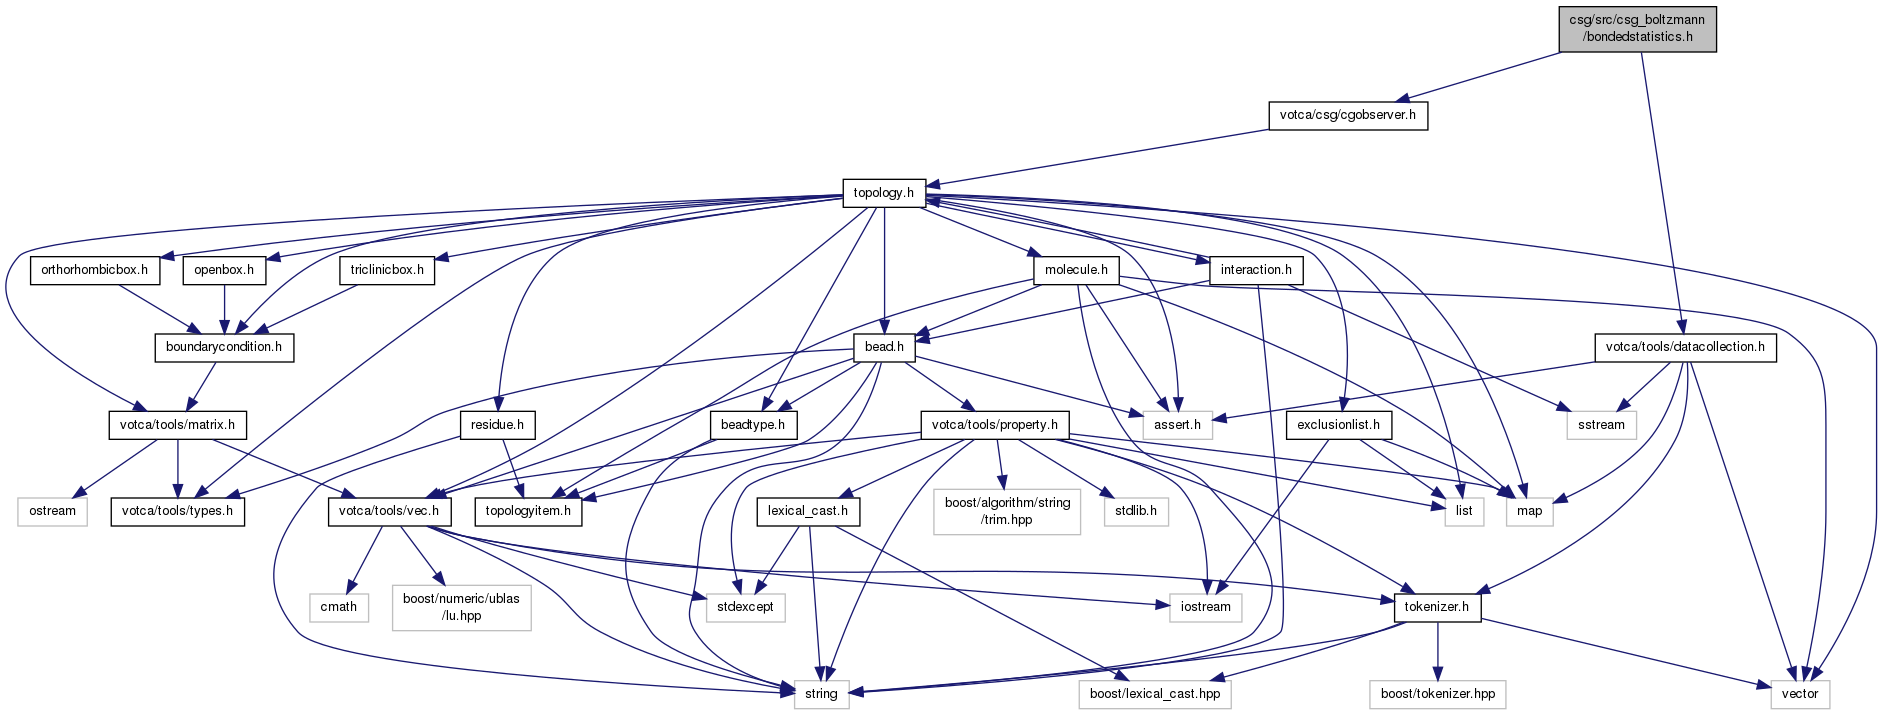 csg/src/csg_boltzmann
/bondedstatistics.h
votca/csg/cgobserver.h
topology.h
orthorhombicbox.h
openbox.h
triclinicbox.h
molecule.h
interaction.h
boundarycondition.h
bead.h
votca/tools/datacollection.h
votca/tools/matrix.h
residue.h
beadtype.h
votca/tools/property.h
assert.h
exclusionlist.h
sstream
ostream
votca/tools/types.h
votca/tools/vec.h
topologyitem.h
lexical_cast.h
boost/algorithm/string
/trim.hpp
stdlib.h
list
map
cmath
boost/numeric/ublas
/lu.hpp
stdexcept
iostream
tokenizer.h
string
boost/lexical_cast.hpp
boost/tokenizer.hpp
vector